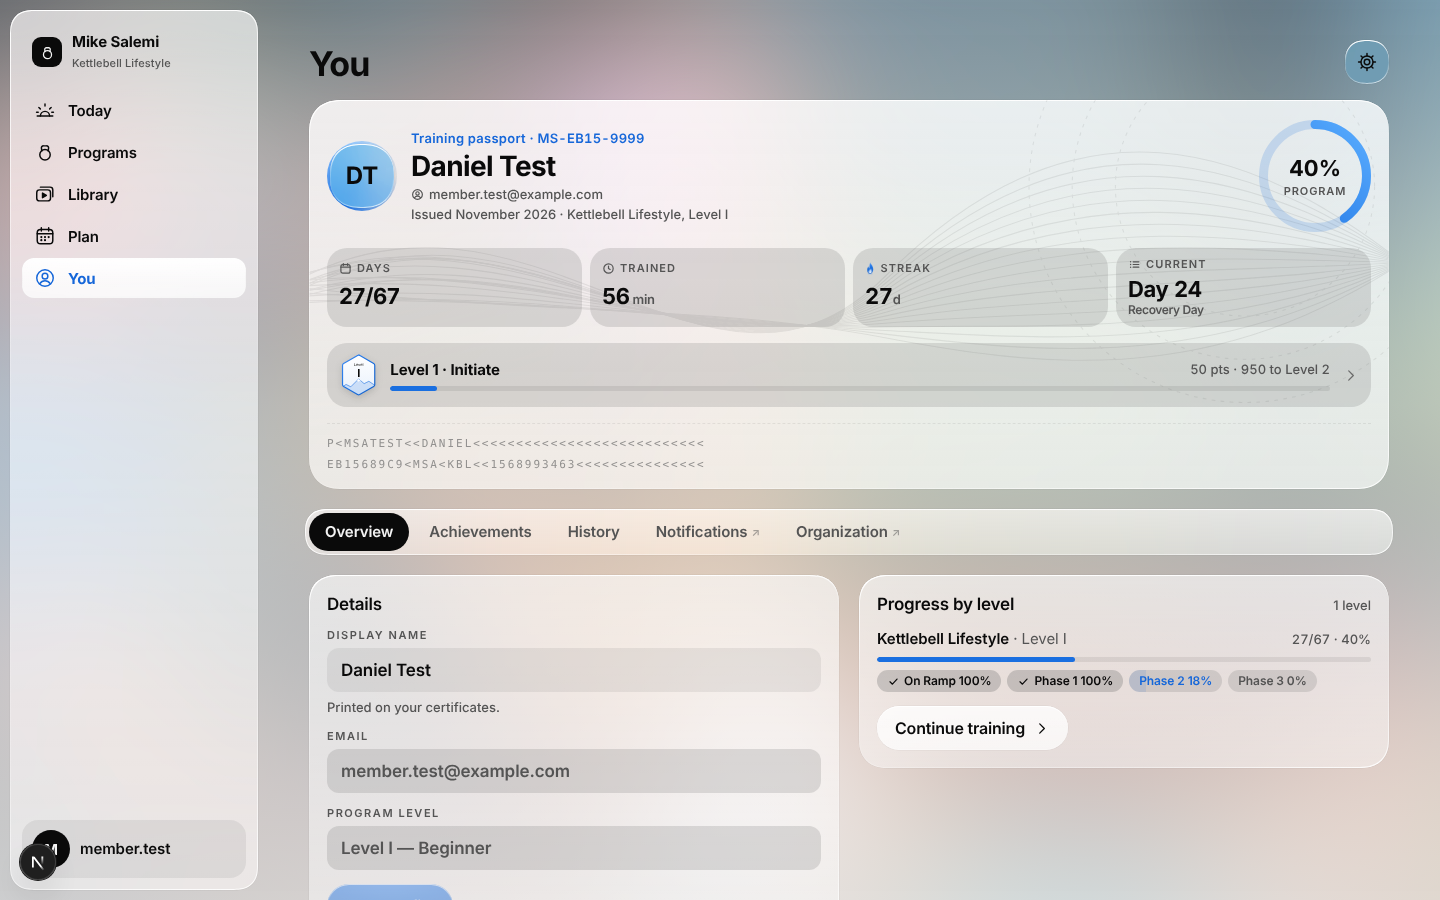 Mike Salemi
Kettlebell Lifestyle
Today
Programs
Library
Plan
You
member.test
N
You
Training passport · MS-EB15-9999
DT
Daniel Test
member.test@example.com
Issued November 2026 · Kettlebell Lifestyle, Level I
40%
PROGRAM
DAYS
27/67
TRAINED
56 min
STREAK
27d
CURRENT
Day 24
Recovery Day
Level
I
Level 1 · Initiate
50 pts · 950 to Level 2
P<MSATEST<<DANIEL<<<<<<<<<<<<<<<<<<<<<<<<<<<
EB15689C9<MSA<KBL<<1568993463<<<<<<<<<<<<<<<
Overview
Achievements
History
Notifications ↗
Organization ↗
Details
DISPLAY NAME
Daniel Test
Printed on your certificates.
EMAIL
member.test@example.com
PROGRAM LEVEL
Level I — Beginner
Progress by level
1 level
Kettlebell Lifestyle · Level I
27/67 · 40%
On Ramp 100%
Phase 1 100%
Phase 2 18%
Phase 3 0%
Continue training